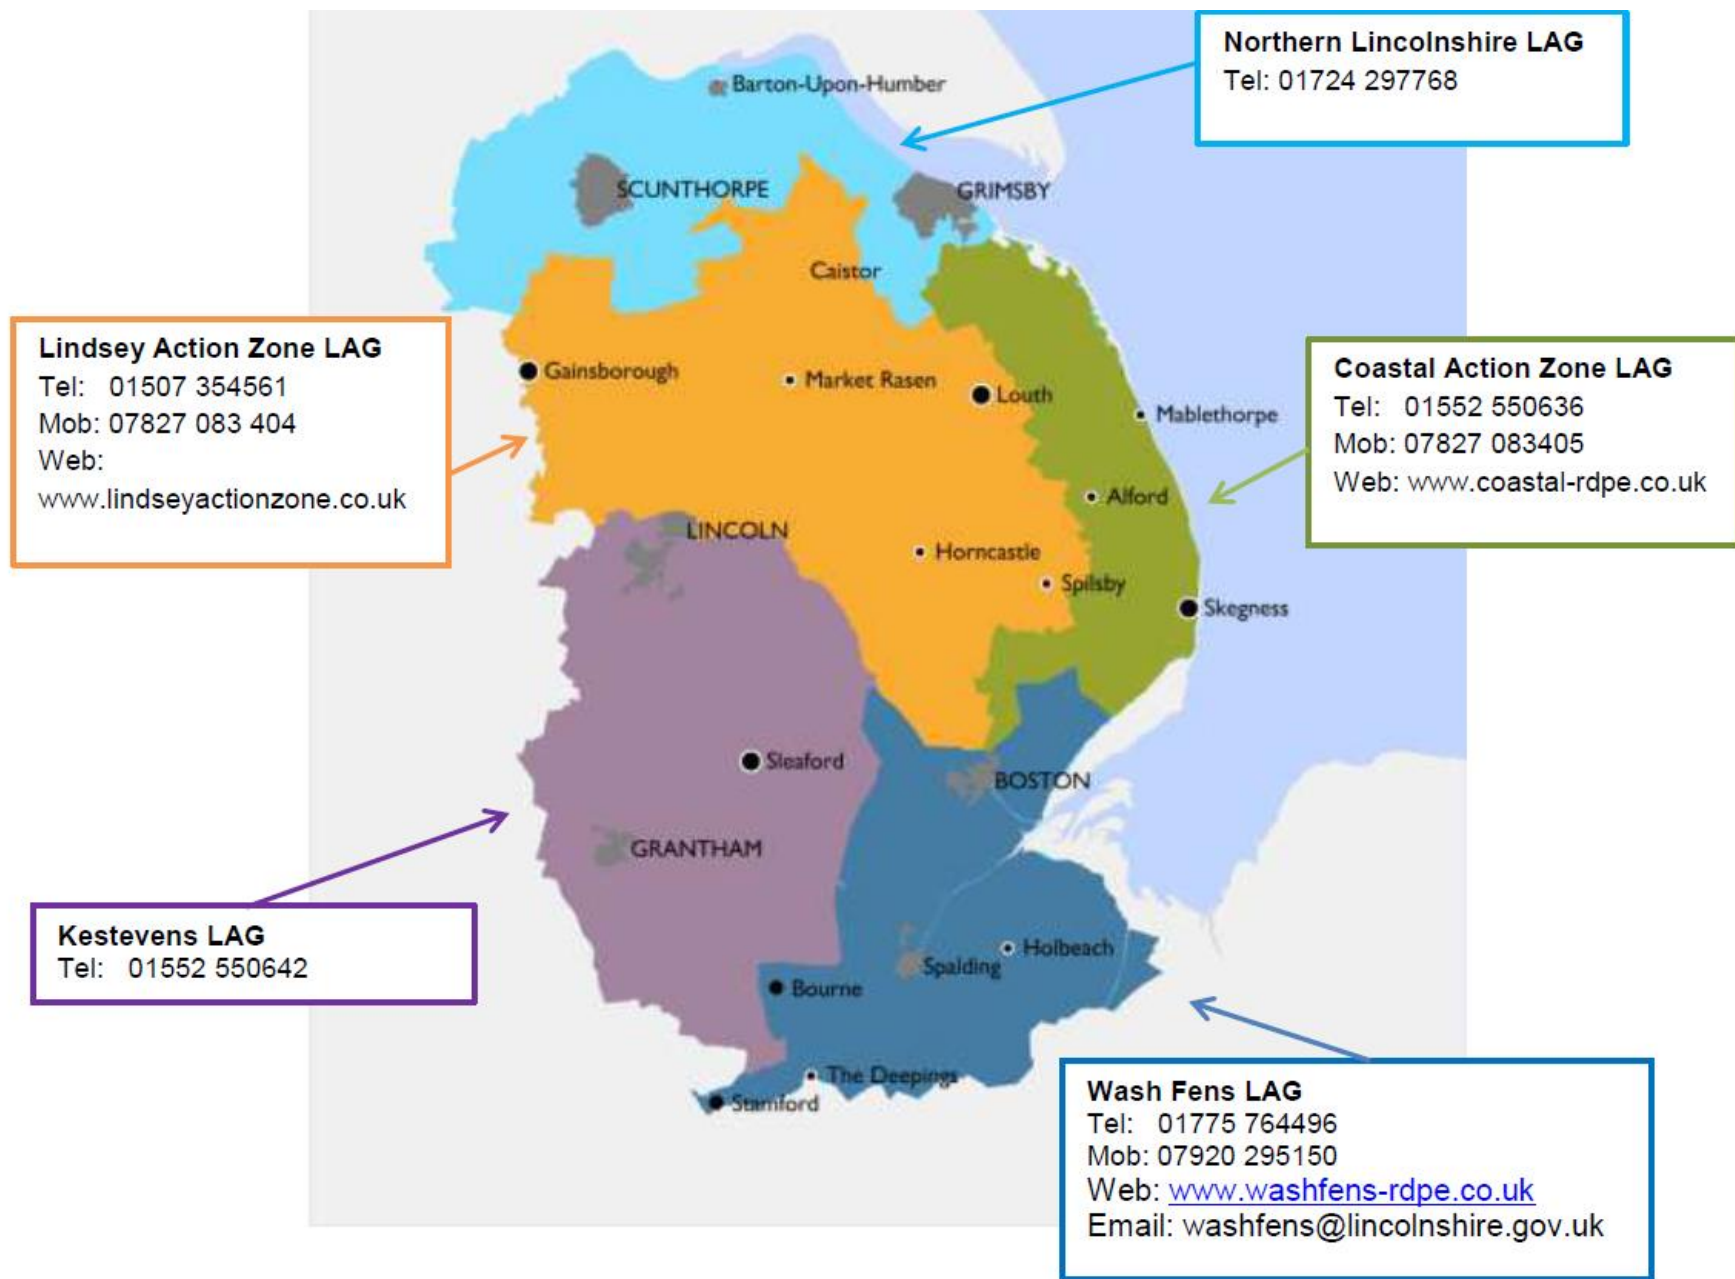 Northern Lincolnshire LAG
Tel: 01724 297768
Barton-Upon-Humber
SCUNTHORPE
GRIMSBY
Caistor
Lindsey Action Zone LAG
Tel: 01507 354561
Mob: 07827 083 404
Web:
www.lindseyactionzone.co.uk
Gainsborough
Market Rasen
Louth
Mablethorpe
Coastal Action Zone LAG
Tel: 01552 550636
Mob: 07827 083405
Web: www.coastal-rdpe.co.uk
Alford
LINCOLN
Horncastle
Spilsby
Skegness
Sleaford
BOSTON
GRANTHAM
Kestevens LAG
Tel: 01552 550642
Holbeach
Spalding
Bourne
The Deepings
Stamford
Wash Fens LAG
Tel: 01775 764496
Mob: 07920 295150
Web: www.washfens-rdpe.co.uk
Email: washfens@lincolnshire.gov.uk